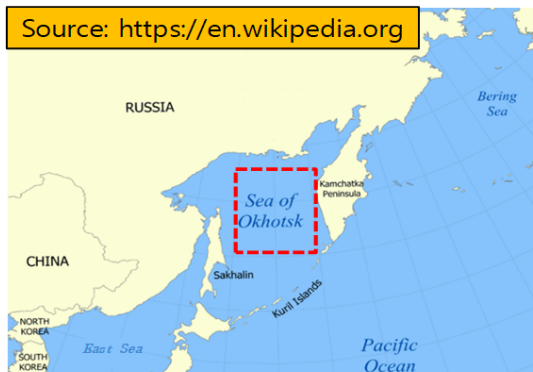 Source: https://en.wikipedia.org
Bering
Sea
RUSSIA
Kamchatka
Peninsula
Sea of
Okhotsk
CHINA
Sakhalin
Kuril Islands
NORTH
KOREA
East Sea
SOUTH
KOREA
Pacific
Ocean